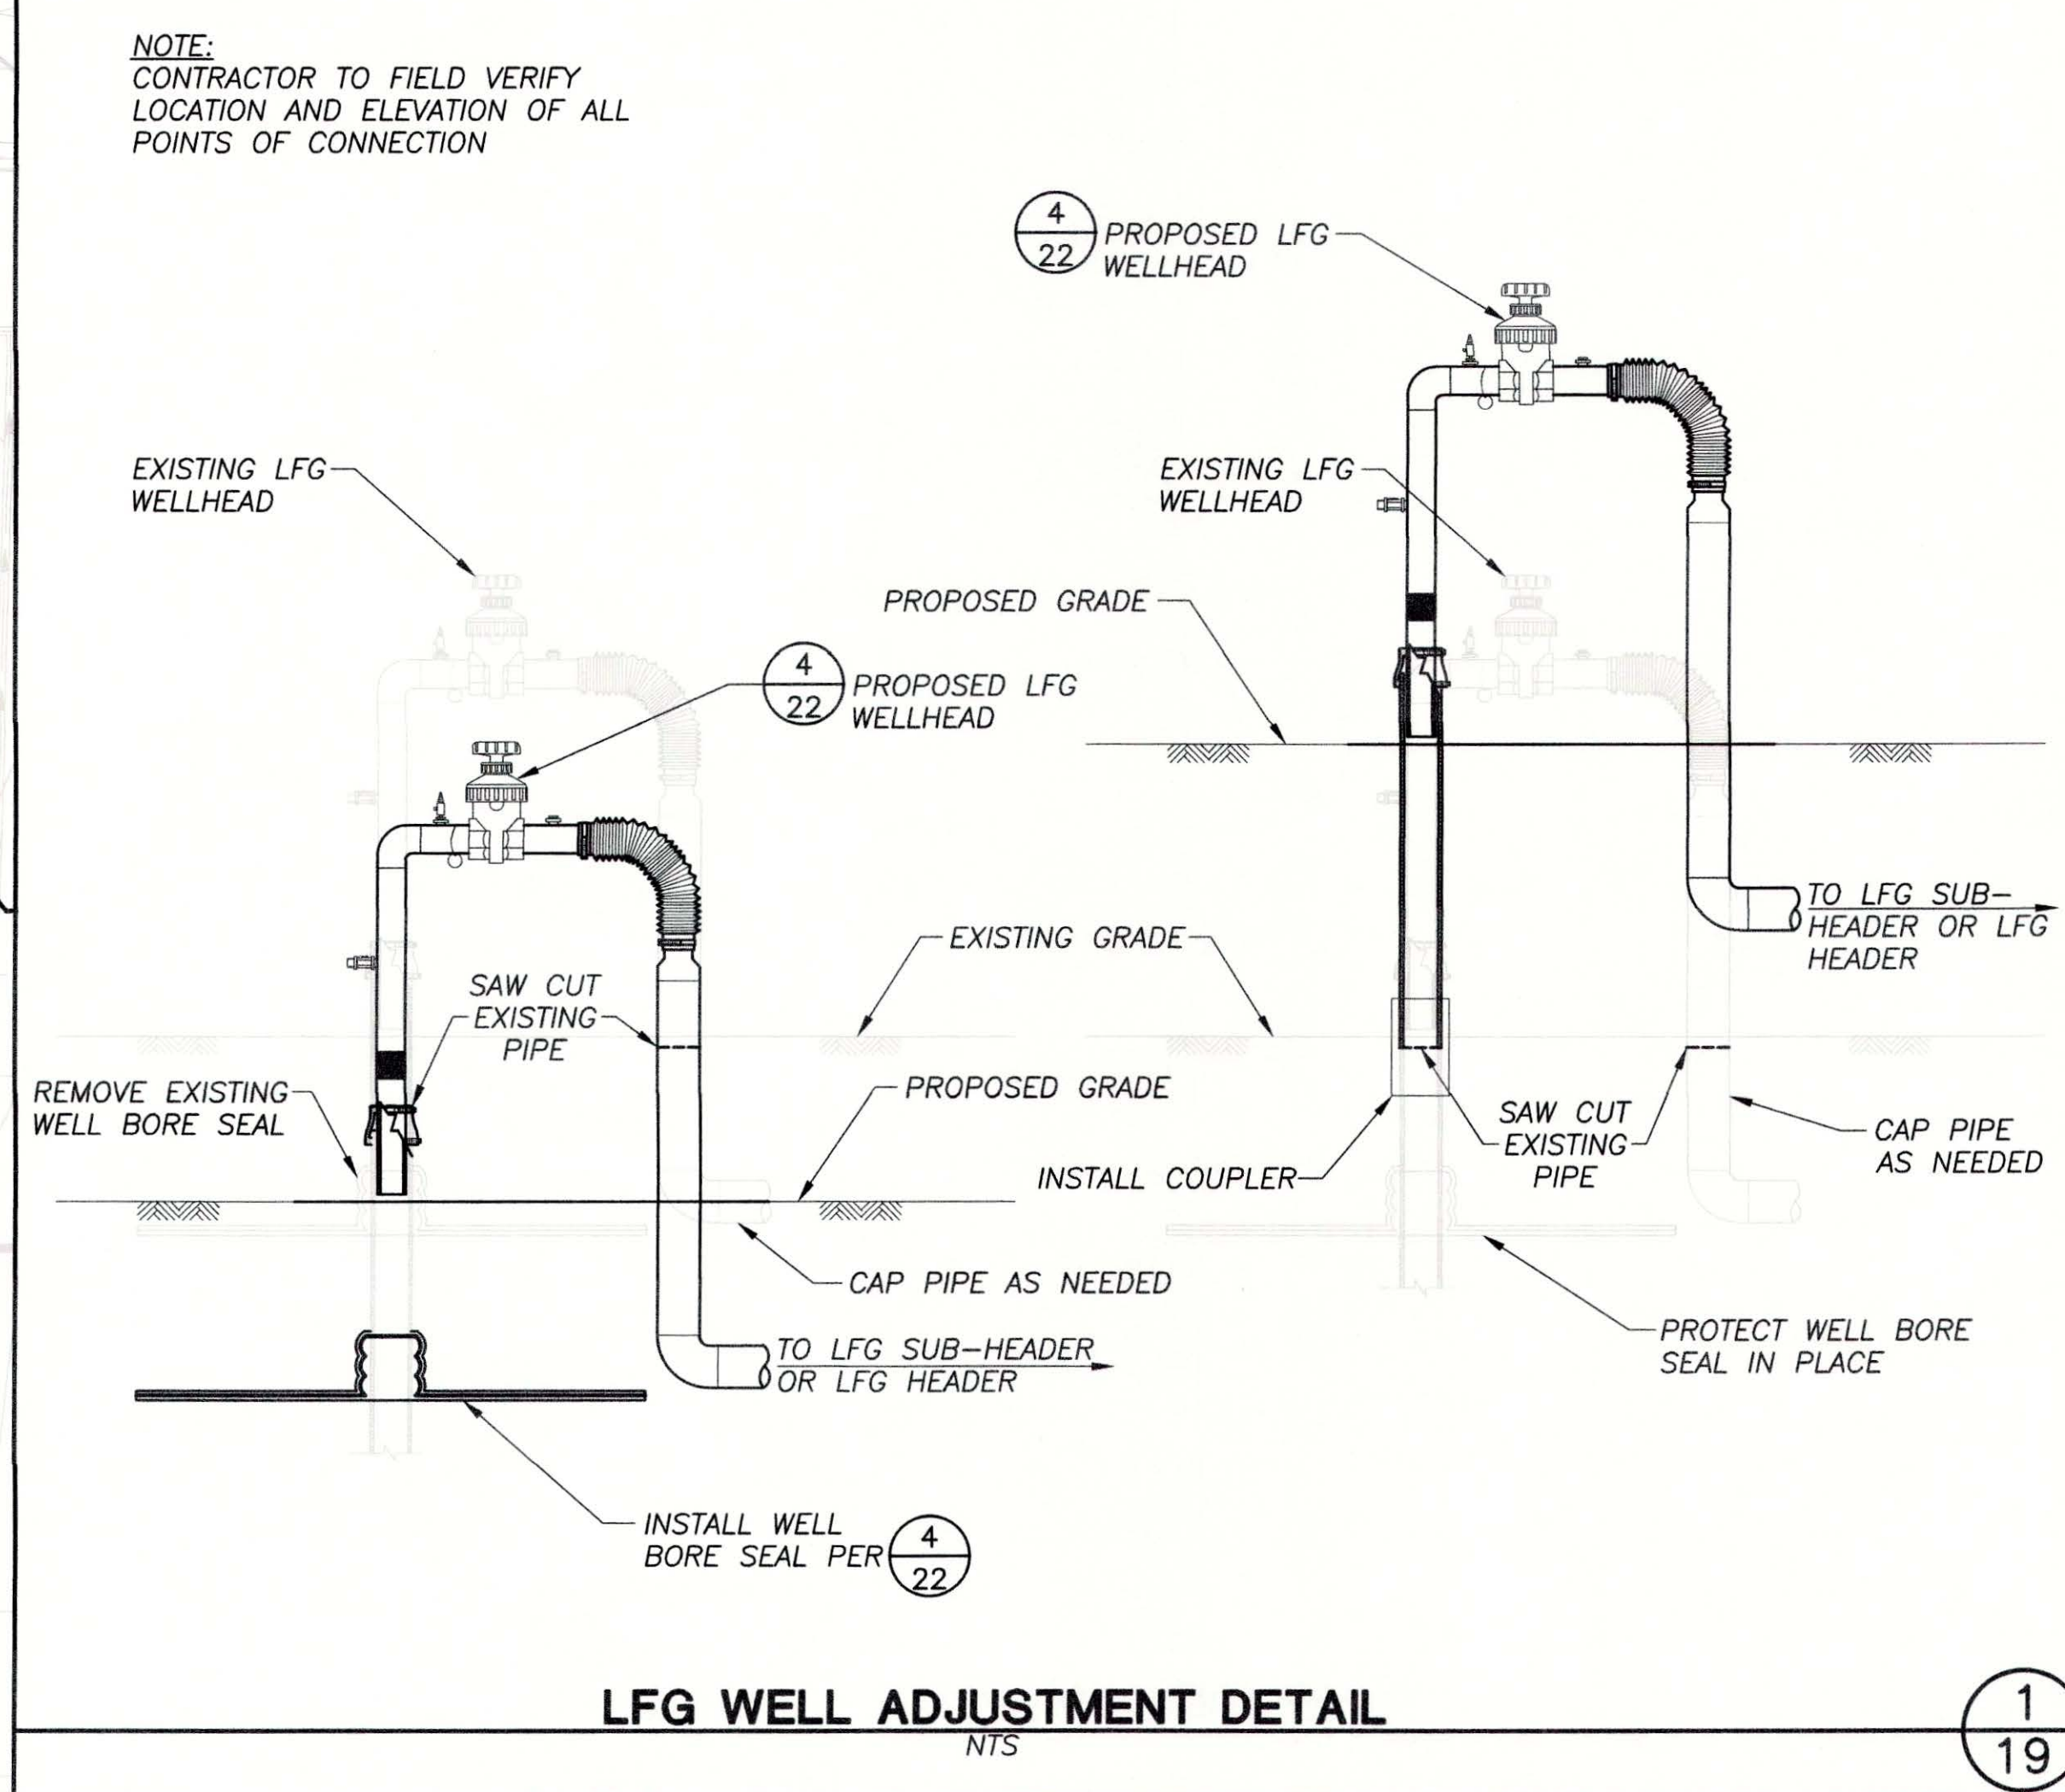 NOTE:
CONTRACTOR TO FIELD VERIFY
LOCATION AND ELEVATION OF ALL
POINTS OF CONNECTION
4
22
PROPOSED LFG
WELLHEAD
EXISTING LFG
WELLHEAD
EXISTING LFG
WELLHEAD
PROPOSED GRADE
4
22
PROPOSED LFG
WELLHEAD
TO LFG SUB-
HEADER OR LFG
HEADER
EXISTING GRADE
SAW CUT
EXISTING
PIPE
REMOVE EXISTING
WELL BORE SEAL
PROPOSED GRADE
SAW CUT
EXISTING
PIPE
CAP PIPE
AS NEEDED
INSTALL COUPLER
CAP PIPE AS NEEDED
PROTECT WELL BORE
SEAL IN PLACE
TO LFG SUB-HEADER
OR LFG HEADER
INSTALL WELL
BORE SEAL PER
4
22
LFG WELL ADJUSTMENT DETAIL
NTS
1
19